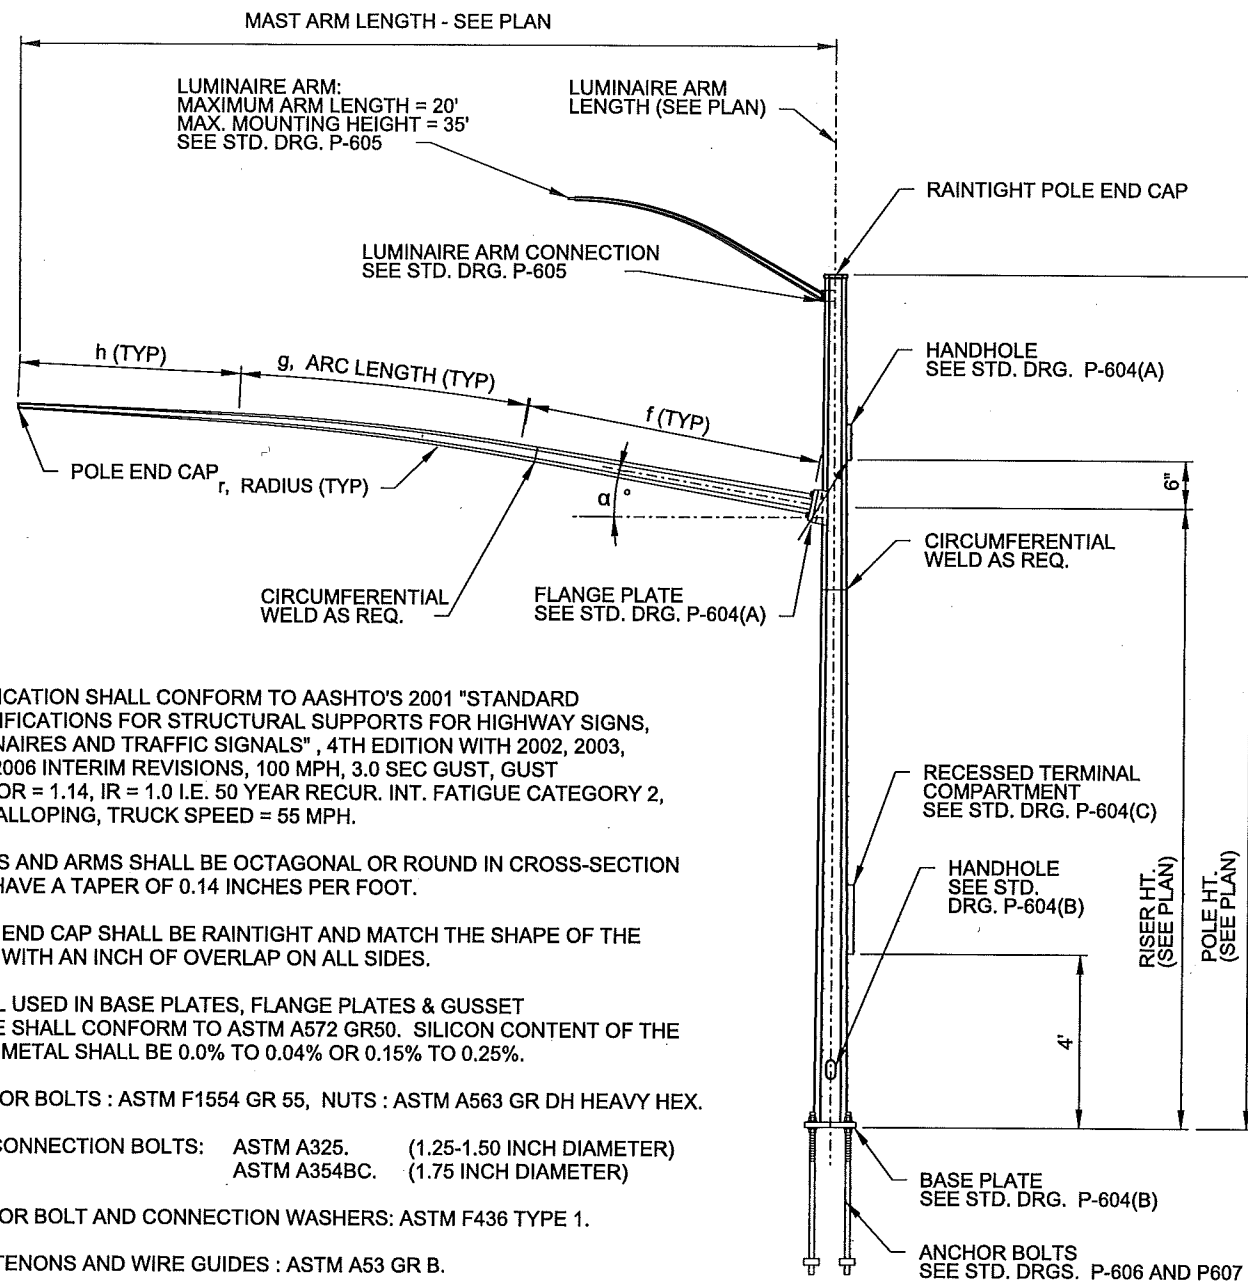 MAST ARM LENGTH - SEE PLAN
LUMINAIRE ARM:
MAXIMUM ARM LENGTH = 20'
MAX. MOUNTING HEIGHT = 35'
SEE STD. DRG. P-605
LUMINAIRE ARM
LENGTH (SEE PLAN)
RAINTIGHT POLE END CAP
LUMINAIRE ARM CONNECTION
SEE STD. DRG. P-605
h (TYP)
g, ARC LENGTH (TYP)
f (TYP)
HANDHOLE
SEE STD. DRG. P-604(A)
POLE END CAP
r, RADIUS (TYP)
α °
6"
CIRCUMFERENTIAL
WELD AS REQ.
FLANGE PLATE
SEE STD. DRG. P-604(A)
CIRCUMFERENTIAL
WELD AS REQ.
ICATION SHALL CONFORM TO AASHTO'S 2001 "STANDARD
IFICATIONS FOR STRUCTURAL SUPPORTS FOR HIGHWAY SIGNS,
NAIRES AND TRAFFIC SIGNALS" , 4TH EDITION WITH 2002, 2003,
2006 INTERIM REVISIONS, 100 MPH, 3.0 SEC GUST, GUST
OR = 1.14, IR = 1.0 I.E. 50 YEAR RECUR. INT. FATIGUE CATEGORY 2,
ALLOPING, TRUCK SPEED = 55 MPH.
S AND ARMS SHALL BE OCTAGONAL OR ROUND IN CROSS-SECTION
HAVE A TAPER OF 0.14 INCHES PER FOOT.
END CAP SHALL BE RAINTIGHT AND MATCH THE SHAPE OF THE
WITH AN INCH OF OVERLAP ON ALL SIDES.
L USED IN BASE PLATES, FLANGE PLATES & GUSSET
E SHALL CONFORM TO ASTM A572 GR50. SILICON CONTENT OF THE
METAL SHALL BE 0.0% TO 0.04% OR 0.15% TO 0.25%.
OR BOLTS : ASTM F1554 GR 55, NUTS : ASTM A563 GR DH HEAVY HEX.
CONNECTION BOLTS: ASTM A325. (1.25-1.50 INCH DIAMETER)
ASTM A354BC. (1.75 INCH DIAMETER)
OR BOLT AND CONNECTION WASHERS: ASTM F436 TYPE 1.
TENONS AND WIRE GUIDES : ASTM A53 GR B.
RECESSED TERMINAL
COMPARTMENT
SEE STD. DRG. P-604(C)
HANDHOLE
SEE STD.
DRG. P-604(B)
4'
RISER HT.
(SEE PLAN)
POLE HT.
(SEE PLAN)
BASE PLATE
SEE STD. DRG. P-604(B)
ANCHOR BOLTS
SEE STD. DRGS. P-606 AND P607